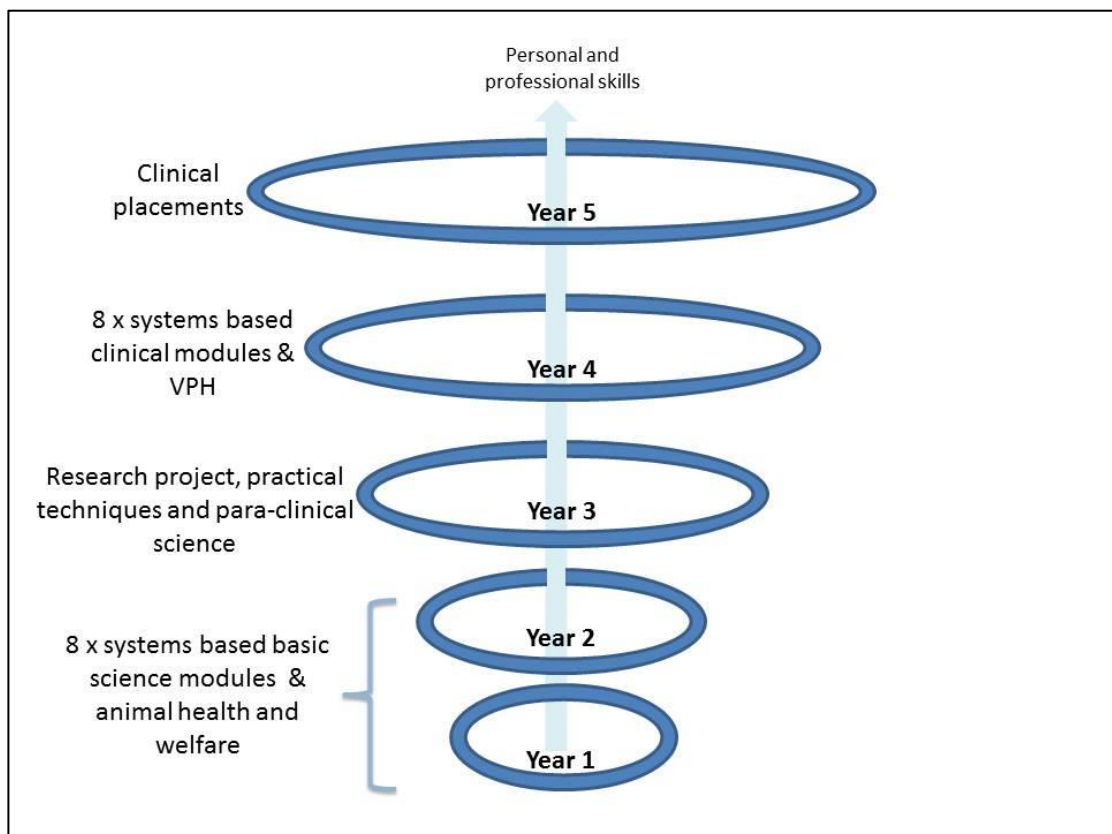 Personal and
professional skills
Clinical
placements
Year 5
8 x systems based
clinical modules &
VPH
Year 4
Research project, practical
techniques and para-clinical
science
Year 3
8 x systems based basic
science modules  &
animal health and
welfare
Year 2
Year 1